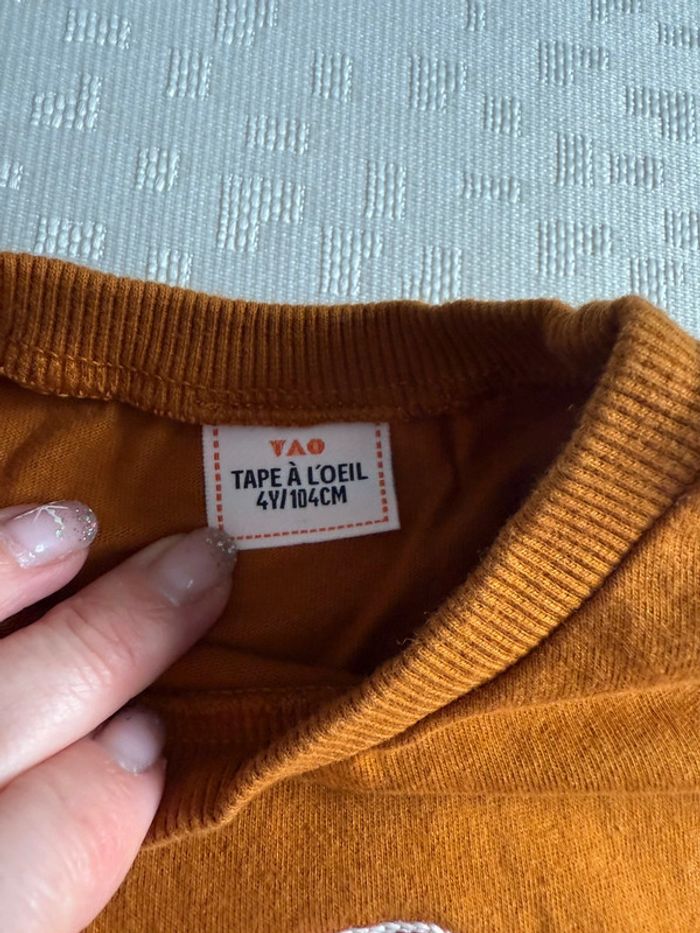 TAO
TAPE À L'OEIL
4Y/104CM